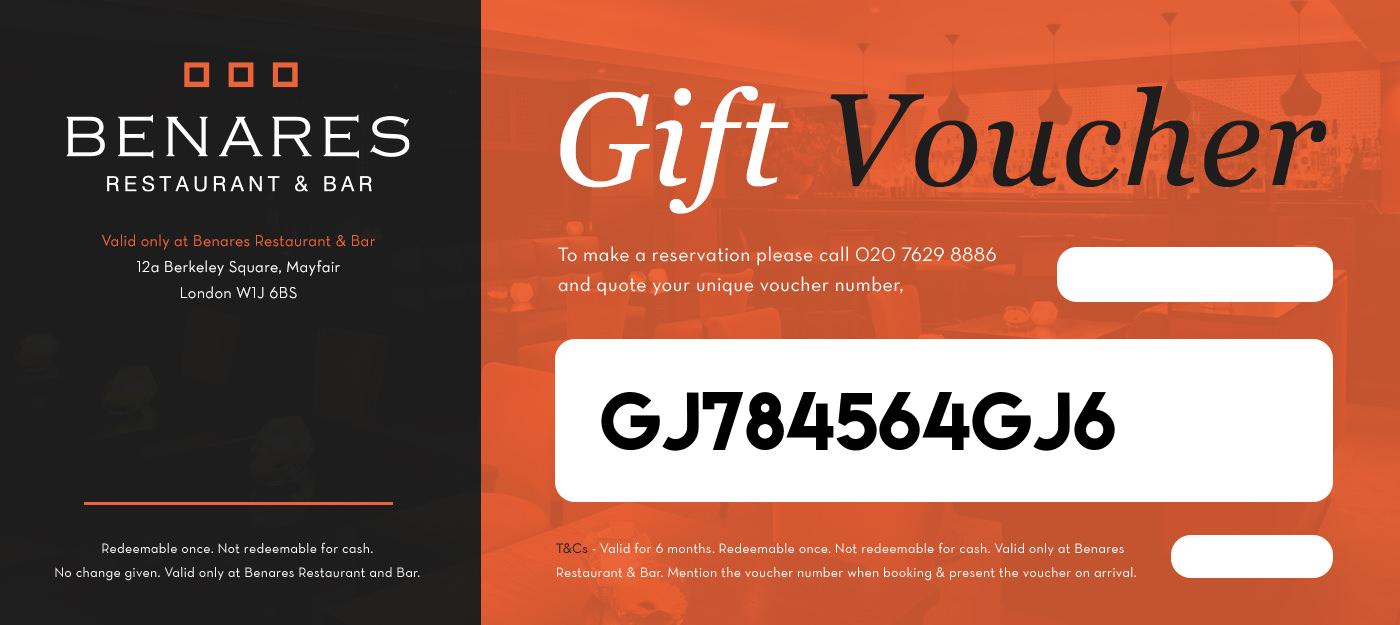 BENARES
RESTAURANT & BAR
Valid only at Benares Restaurant & Bar
12a Berkeley Square, Mayfair
London W1J 6BS
Redeemable once. Not redeemable for cash.
No change given. Valid only at Benares Restaurant and Bar.
Gift Voucher
To make a reservation please call 020 7629 8886
and quote your unique voucher number,
GJ784564GJ6
T&Cs - Valid for 6 months. Redeemable once. Not redeemable for cash. Valid only at Benares
Restaurant & Bar. Mention the voucher number when booking & present the voucher on arrival.